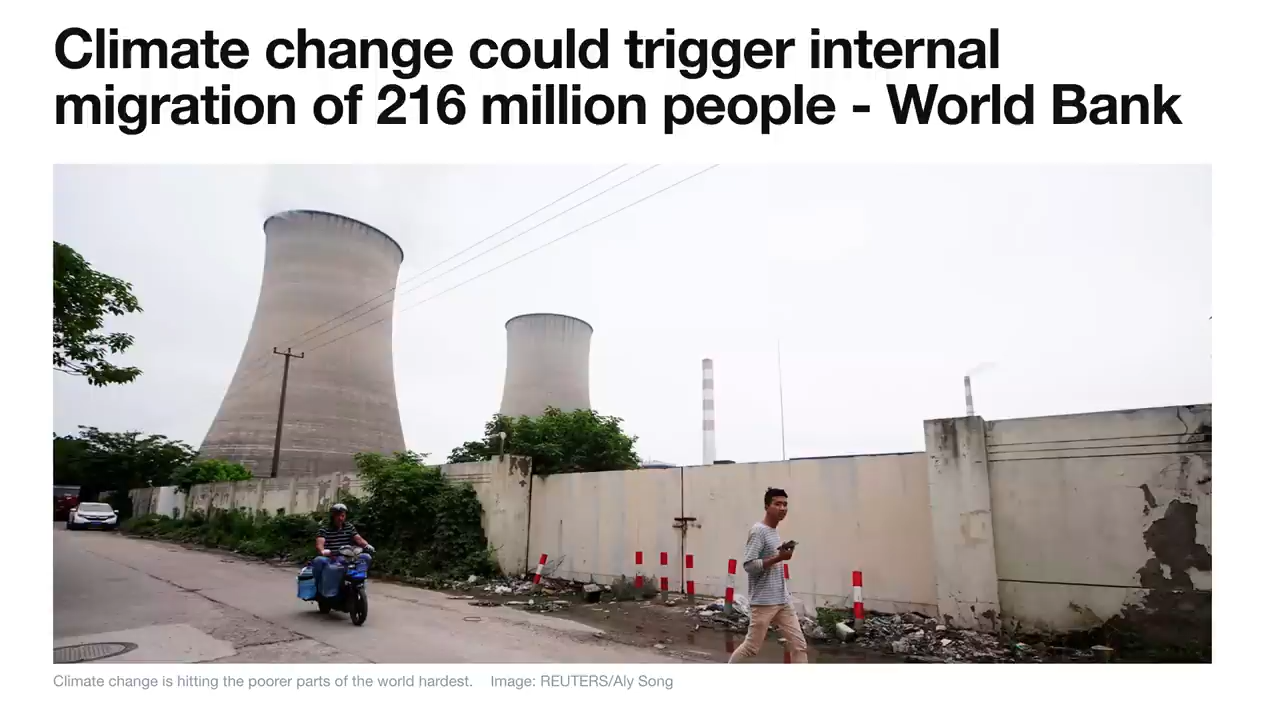 Climate change could trigger internal
migration of 216 million people - World Bank
Climate change is hitting the poorer parts of the world hardest. Image: REUTERS/Aly Song